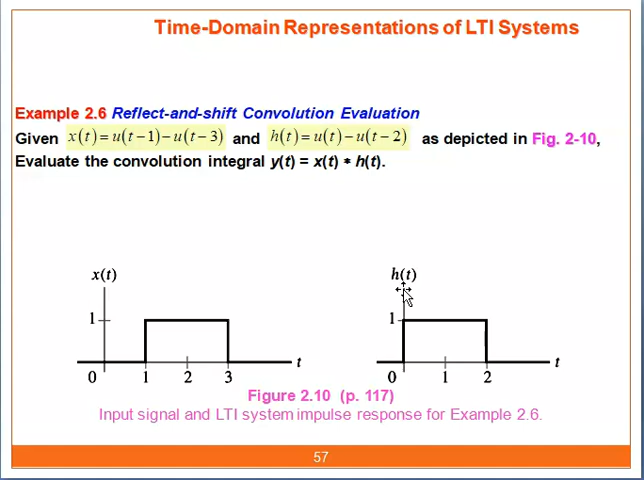 Time-Domain Representations of LTI Systems
Example 2.6 Reflect-and-shift Convolution Evaluation
Given x(t) = u(t − 1) − u(t − 3) and h(t) = u(t) − u(t − 2) as depicted in Fig. 2-10,
Evaluate the convolution integral y(t) = x(t) ∗ h(t).
x(t)
1
0 1 2 3 t
h(t)
1
0 1 2 t
Figure 2.10 (p. 117)
Input signal and LTI system impulse response for Example 2.6.
57